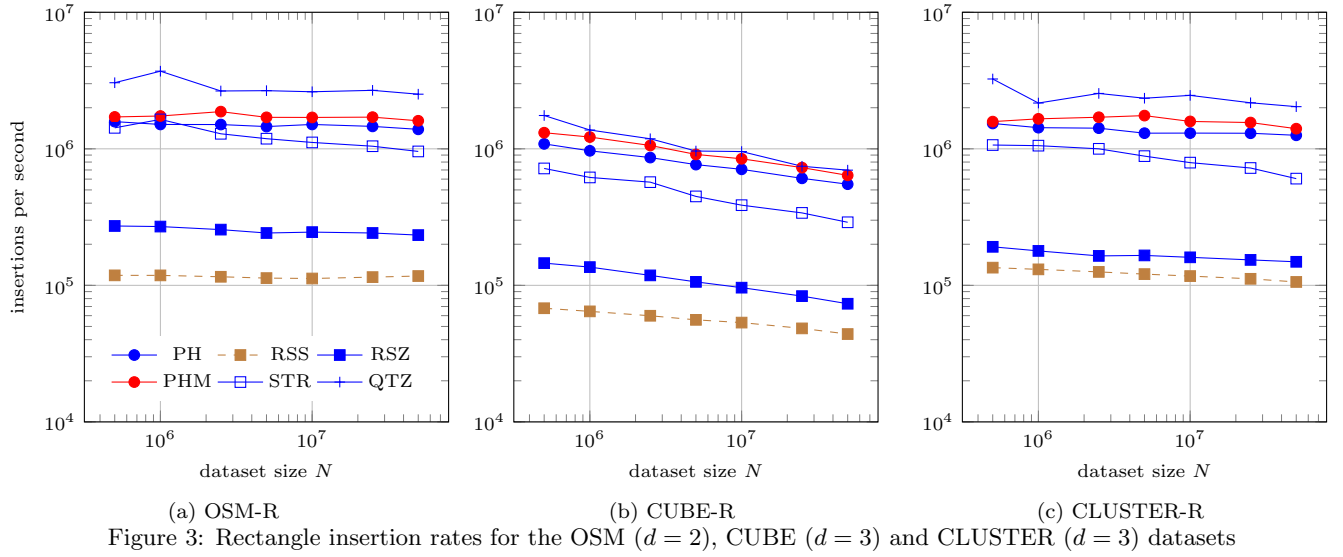 insertions per second
10^7
10^6
10^5
10^4
PH RSS RSZ
PHM STR QTZ
10^6 10^7
dataset size N
(a) OSM-R
10^7
10^6
10^5
10^4
10^6 10^7
dataset size N
(b) CUBE-R
10^7
10^6
10^5
10^4
10^6 10^7
dataset size N
(c) CLUSTER-R
Figure 3: Rectangle insertion rates for the OSM (d = 2), CUBE (d = 3) and CLUSTER (d = 3) datasets